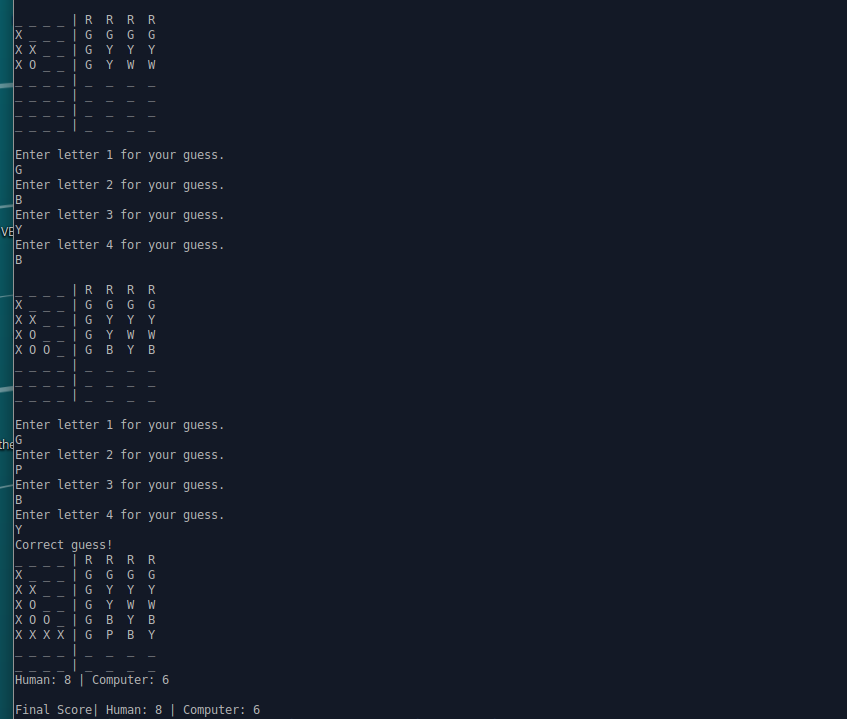 _ _ _ _ | R R R R
X _ _ _ | G G G G
X X _ _ | G Y Y Y
X O _ _ | G Y W W
_ _ _ _ | _ _ _ _
_ _ _ _ | _ _ _ _
_ _ _ _ | _ _ _ _
_ _ _ _ | _ _ _ _
Enter letter 1 for your guess.
G
Enter letter 2 for your guess.
B
Enter letter 3 for your guess.
VE
Y
Enter letter 4 for your guess.
B
_ _ _ _ | R R R R
X _ _ _ | G G G G
X X _ _ | G Y Y Y
X O _ _ | G Y W W
X O O _ | G B Y B
_ _ _ _ | _ _ _ _
_ _ _ _ | _ _ _ _
_ _ _ _ | _ _ _ _
Enter letter 1 for your guess.
G
the
Enter letter 2 for your guess.
P
Enter letter 3 for your guess.
B
Enter letter 4 for your guess.
Y
Correct guess!
_ _ _ _ | R R R R
X _ _ _ | G G G G
X X _ _ | G Y Y Y
X O _ _ | G Y W W
X O O _ | G B Y B
X X X X | G P B Y
_ _ _ _ | _ _ _ _
_ _ _ _ | _ _ _ _
Human: 8 | Computer: 6
Final Score| Human: 8 | Computer: 6